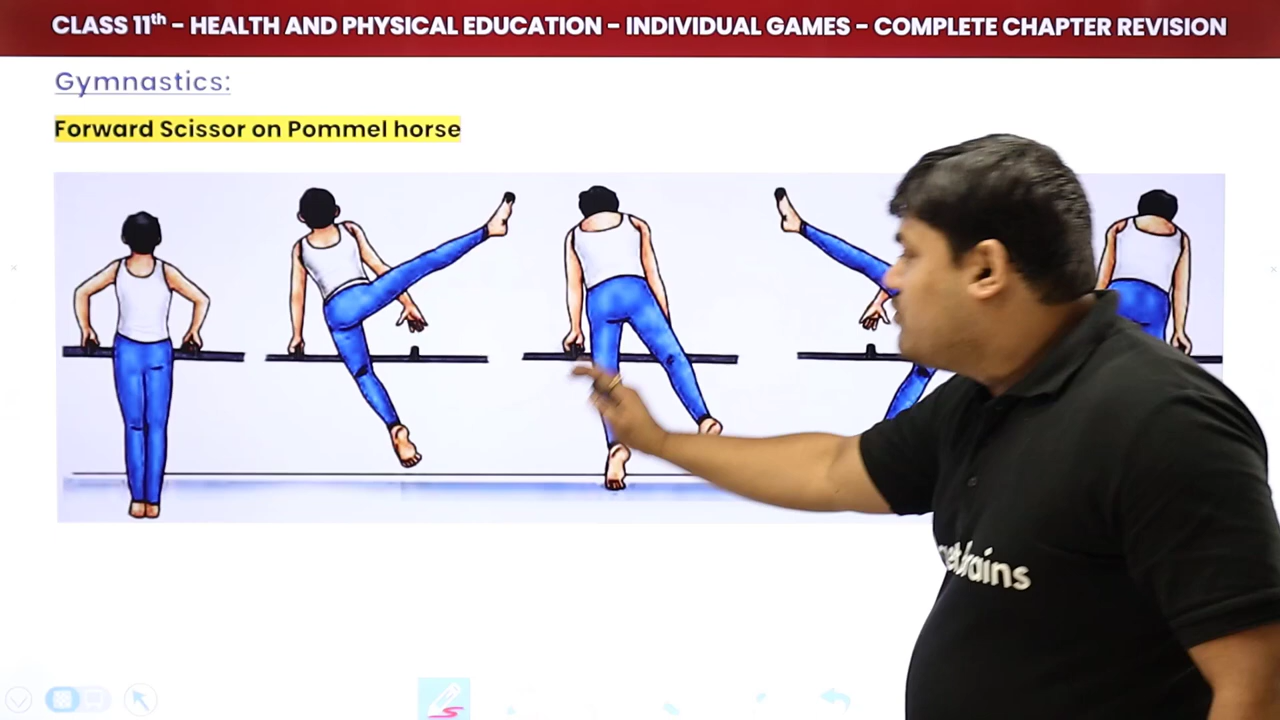 CLASS 11th – HEALTH AND PHYSICAL EDUCATION – INDIVIDUAL GAMES – COMPLETE CHAPTER REVISION
Gymnastics:
Forward Scissor on Pommel horse